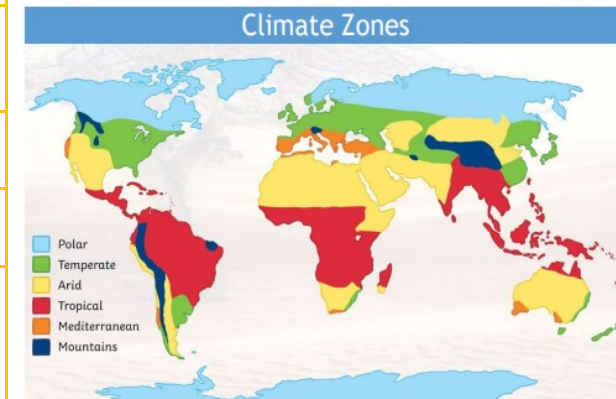 Climate Zones
Polar
Temperate
Arid
Tropical
Mediterranean
Mountains